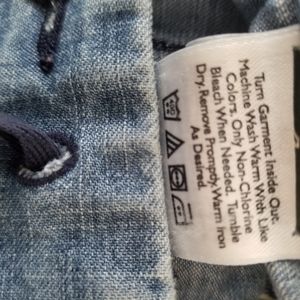 Turn Garment Inside Out.
Machine Wash Warm With Like
Colors. Only Non-Chlorine
Bleach When Needed. Tumble
Dry. Remove Promptly. Warm Iron
As Desired.